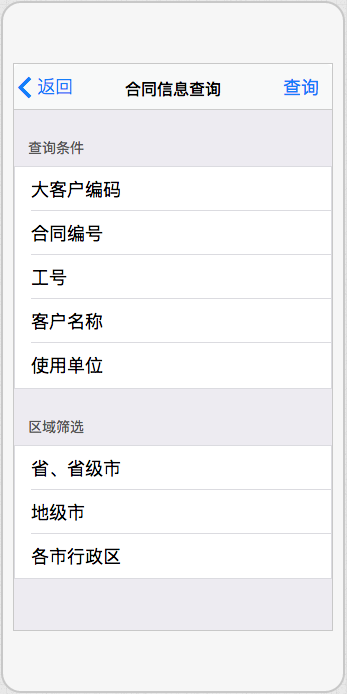 返回 合同信息查询 查询
查询条件
大客户编码
合同编号
工号
客户名称
使用单位
区域筛选
省、省级市
地级市
各市行政区